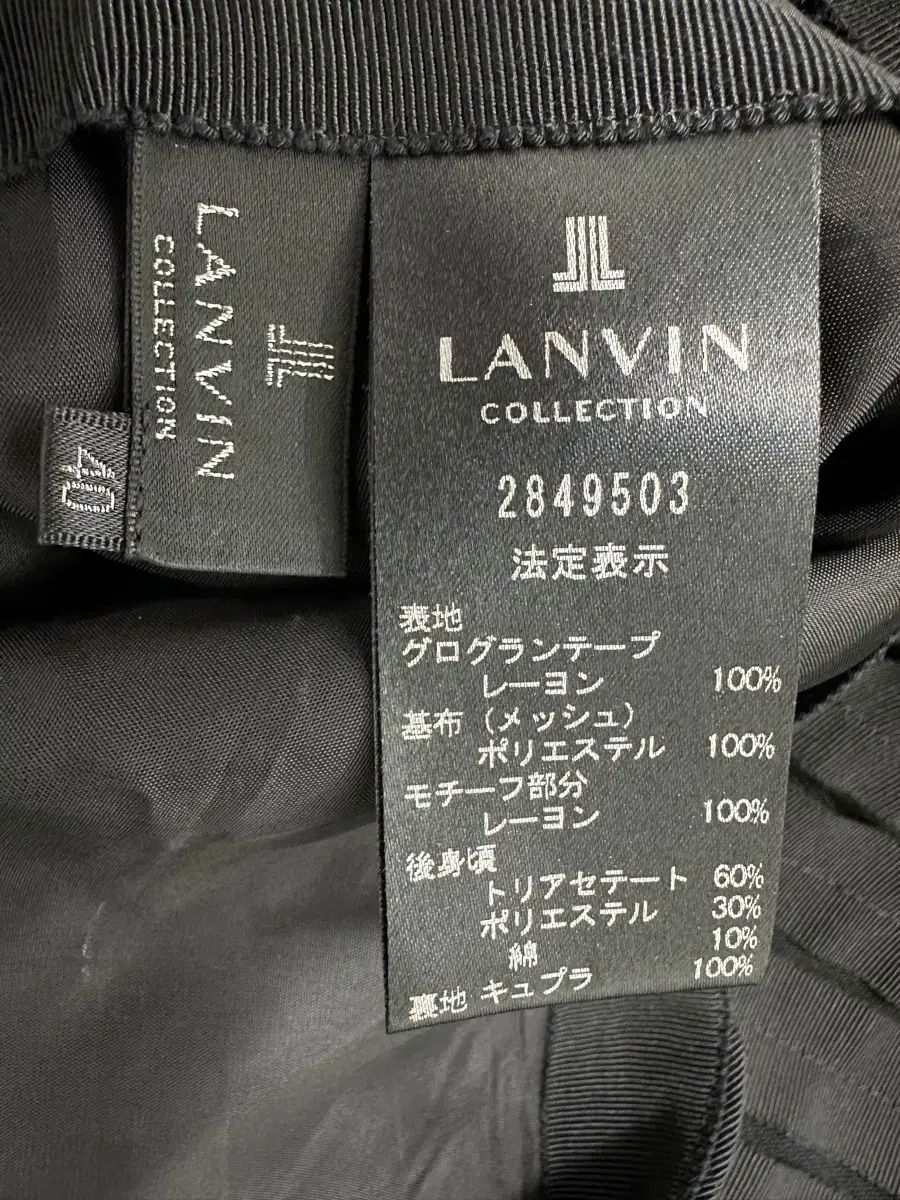 LANVIN
COLLECTION
40
LANVIN
COLLECTION
2849503
法定表示
表地
グログランテープ
レーヨン 100%
基布(メッシュ)
ポリエステル 100%
モチーフ部分
レーヨン 100%
後身頃
トリアセテート 60%
ポリエステル 30%
綿 10%
裏地 キュプラ 100%